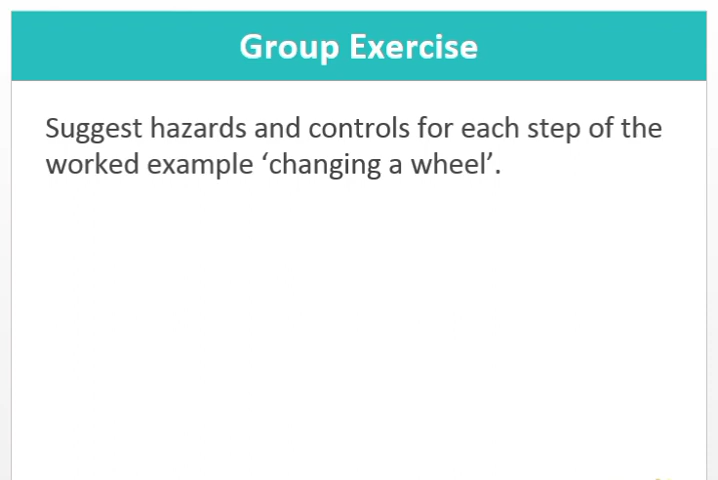 Group Exercise
Suggest hazards and controls for each step of the
worked example ‘changing a wheel’.